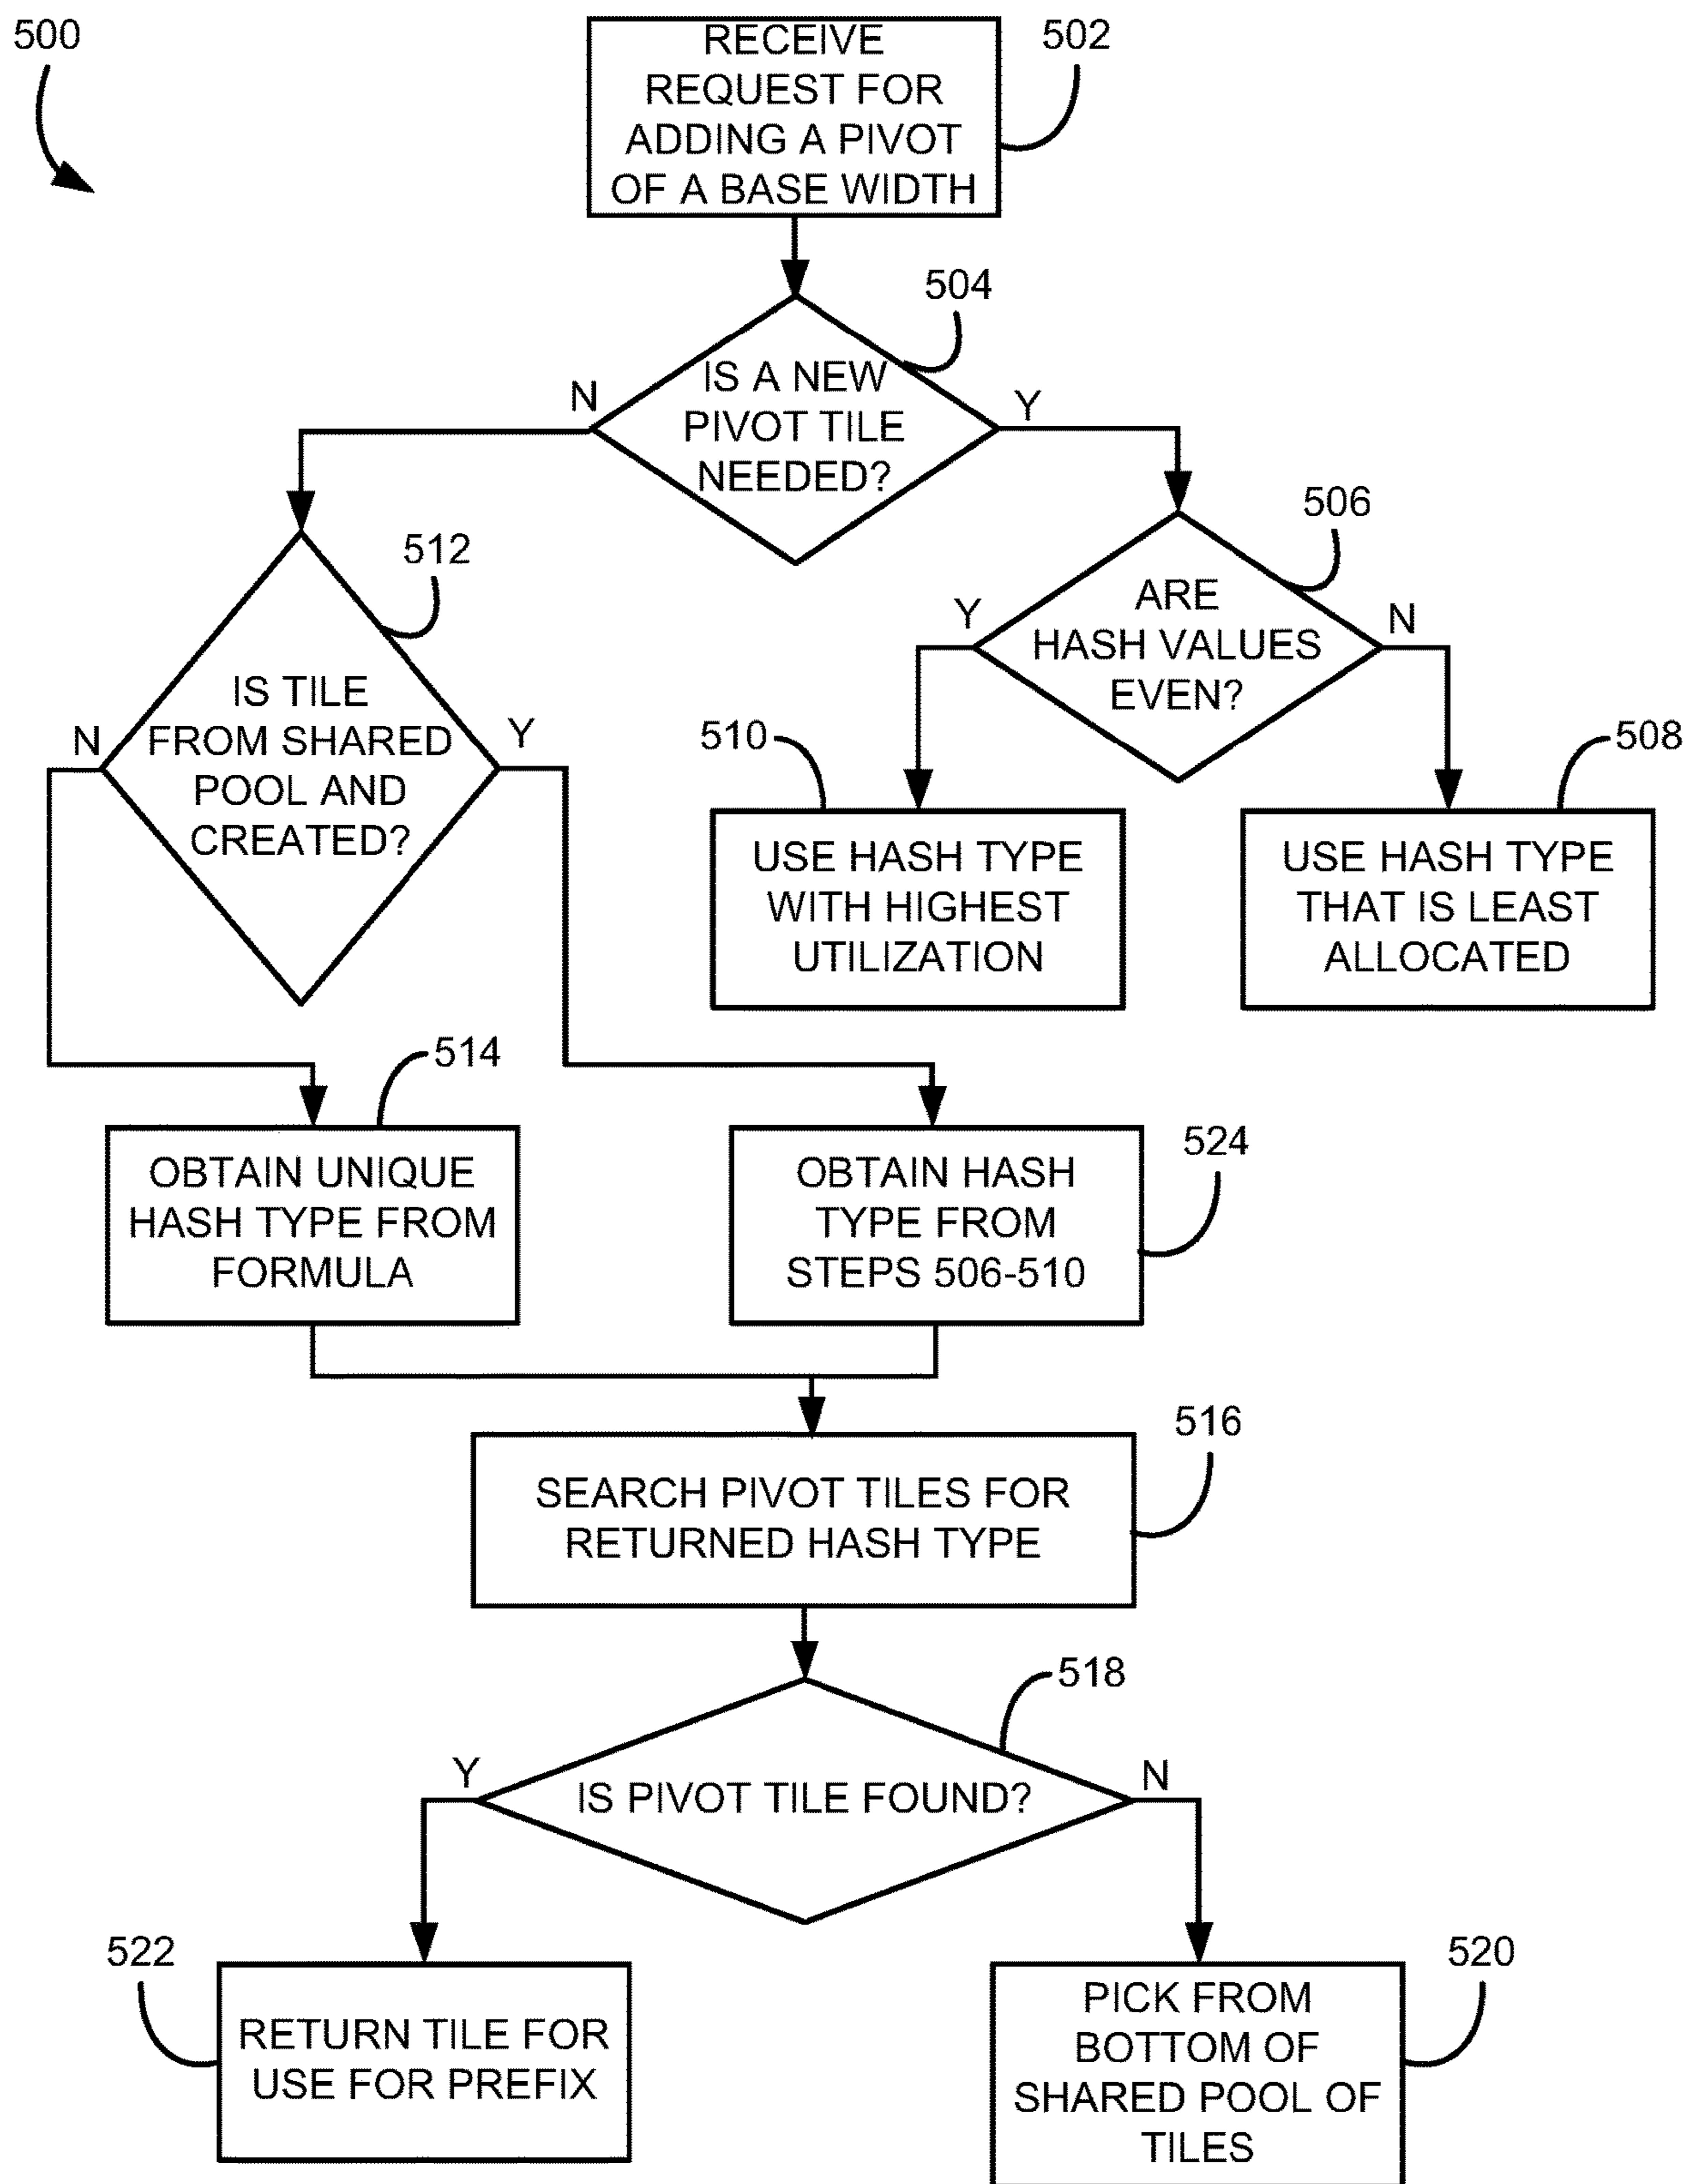 500
RECEIVE
REQUEST FOR
ADDING A PIVOT
OF A BASE WIDTH
502
504
IS A NEW
PIVOT TILE
NEEDED?
N
Y
506
ARE
HASH VALUES
EVEN?
Y
N
512
IS TILE
FROM SHARED
POOL AND
CREATED?
N
Y
510
USE HASH TYPE
WITH HIGHEST
UTILIZATION
508
USE HASH TYPE
THAT IS LEAST
ALLOCATED
514
OBTAIN UNIQUE
HASH TYPE FROM
FORMULA
524
OBTAIN HASH
TYPE FROM
STEPS 506-510
516
SEARCH PIVOT TILES FOR
RETURNED HASH TYPE
518
IS PIVOT TILE FOUND?
Y
N
522
RETURN TILE FOR
USE FOR PREFIX
520
PICK FROM
BOTTOM OF
SHARED POOL OF
TILES